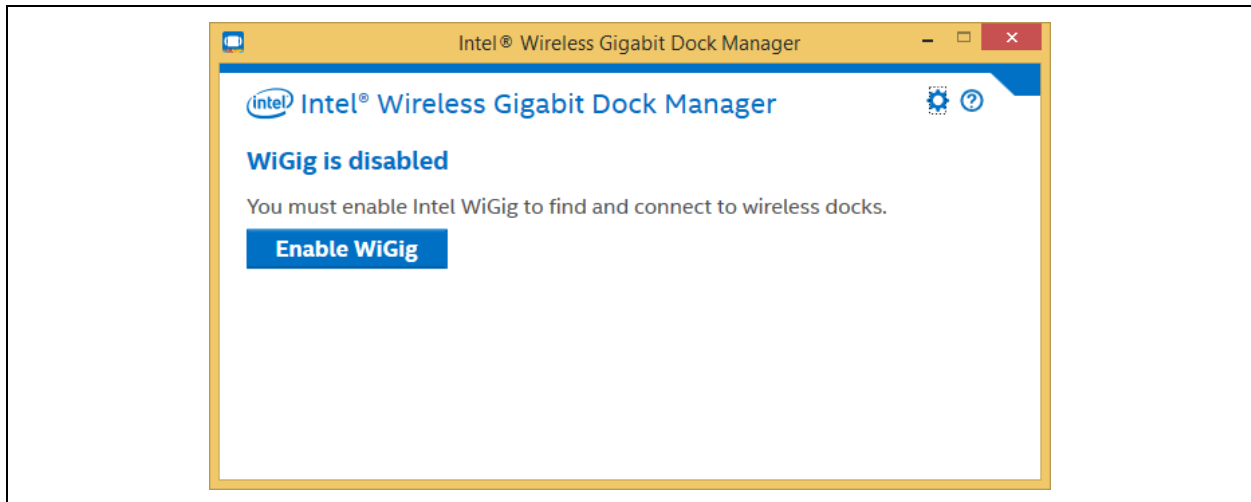 Intel® Wireless Gigabit Dock Manager
intel Intel® Wireless Gigabit Dock Manager
WiGig is disabled
You must enable Intel WiGig to find and connect to wireless docks.
Enable WiGig